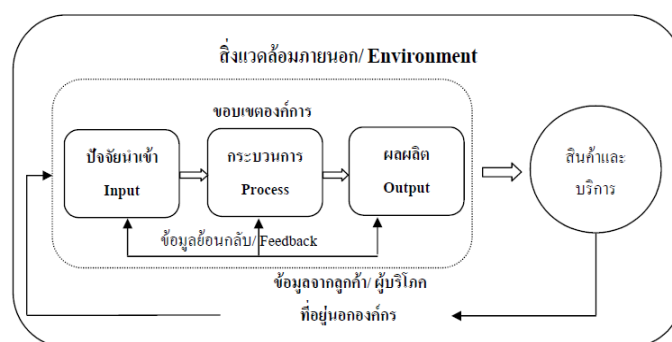 สิ่งแวดล้อมภายนอก/ Environment
ขอบเขตองค์การ
ปัจจัยนำเข้า
Input
กระบวนการ
Process
ผลผลิต
Output
สินค้าและ
บริการ
ข้อมูลย้อนกลับ/ Feedback
ข้อมูลจากลูกค้า/ ผู้บริโภค
ที่อยู่นอกองค์กร